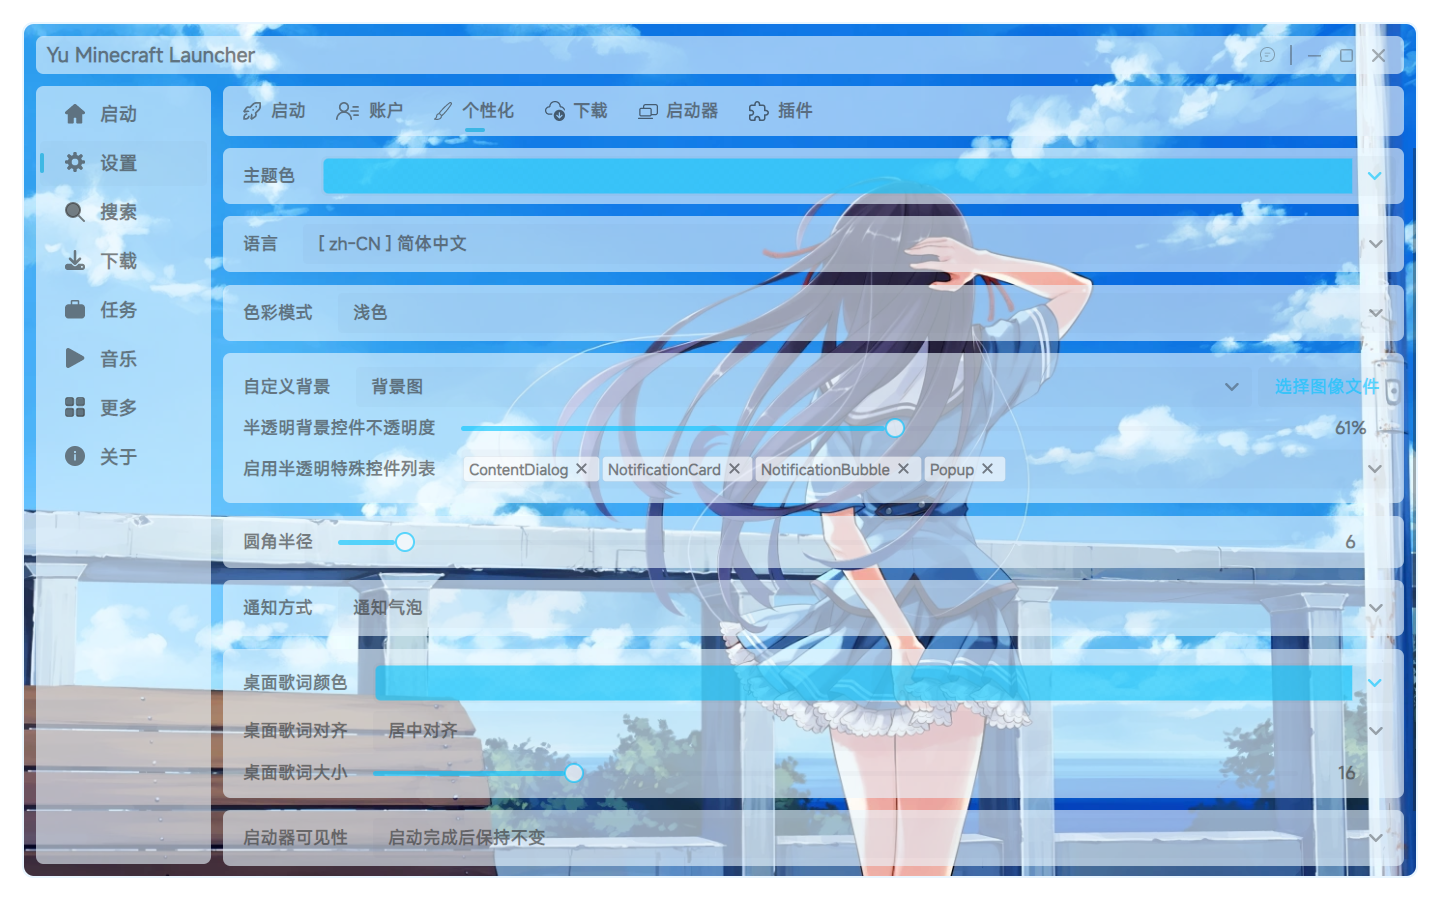 Yu Minecraft Launcher
启动
设置
搜索
下载
任务
音乐
更多
关于
启动 账户 个性化 下载 启动器 插件
主题色
语言 [ zh-CN ] 简体中文
色彩模式 浅色
自定义背景 背景图 选择图像文件
半透明背景控件不透明度 61%
启用半透明特殊控件列表 ContentDialog NotificationCard NotificationBubble Popup
圆角半径 6
通知方式 通知气泡
桌面歌词颜色
桌面歌词对齐 居中对齐
桌面歌词大小 16
启动器可见性 启动完成后保持不变